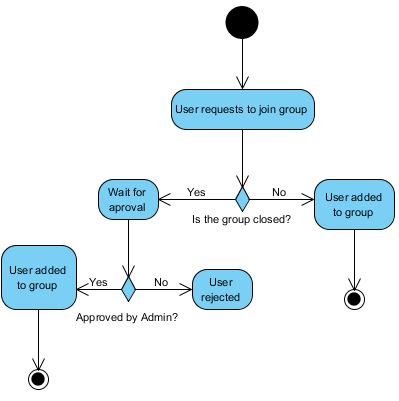 User requests to join group
Wait for
aproval
Yes
No
User added
to group
Is the group closed?
User added
to group
Yes
No
User
rejected
Approved by Admin?